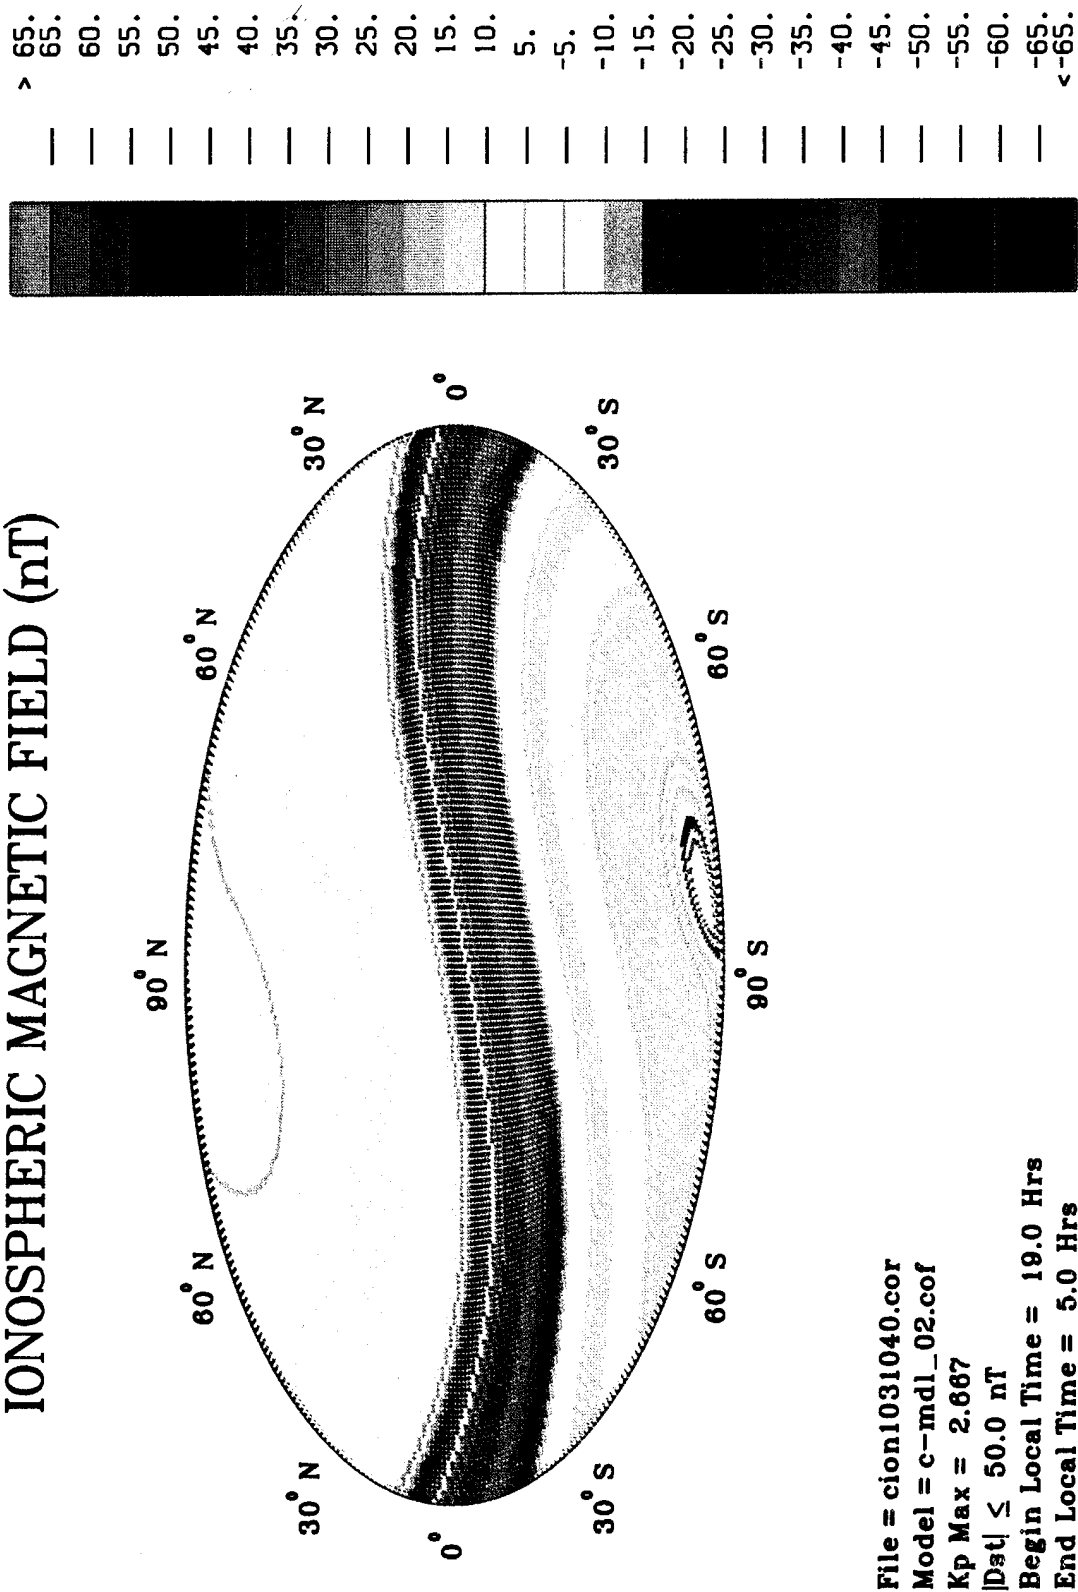 IONOSPHERIC MAGNETIC FIELD (nT)
90° N
60° N
60° N
30° N
30° N
0°
0°
30° S
30° S
60° S
60° S
90° S
File = cion1031040.cor
Model = c-mdl_02.cof
Kp Max = 2.667
|Dst| ≤ 50.0 nT
Begin Local Time = 19.0 Hrs
End Local Time = 5.0 Hrs
> 65.
65.
60.
55.
50.
45.
40.
35.
30.
25.
20.
15.
10.
5.
-5.
-10.
-15.
-20.
-25.
-30.
-35.
-40.
-45.
-50.
-55.
-60.
-65.
<-65.